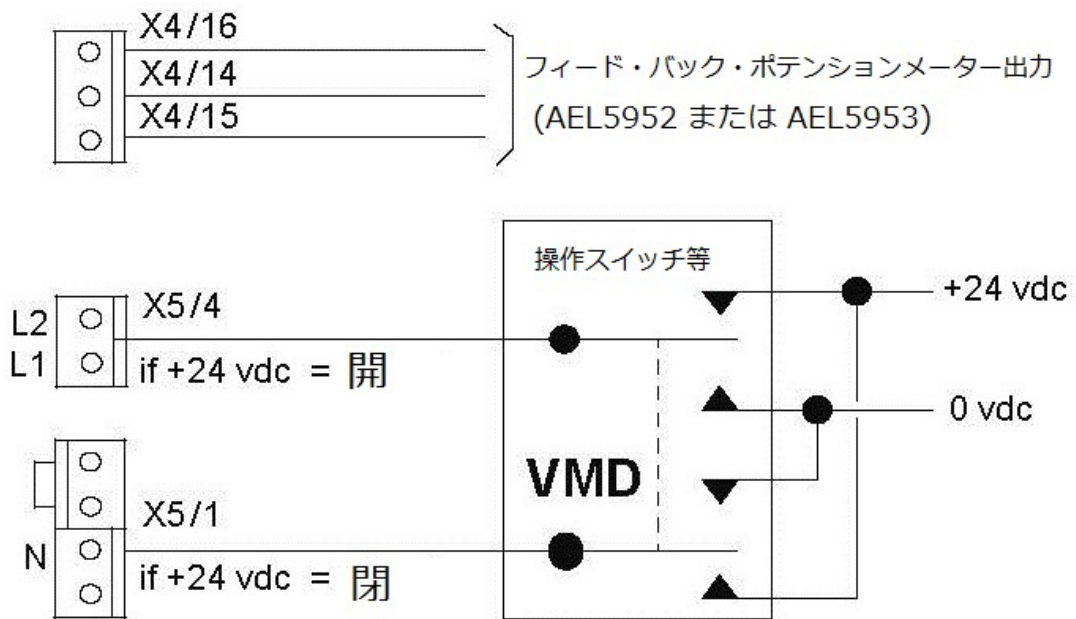 X4/16
X4/14
X4/15
フィード・バック・ポテンションメーター出力
(AEL5952 または AEL5953)
操作スイッチ等
+24 vdc
L2
X5/4
L1
if +24 vdc = 開
0 vdc
VMD
X5/1
N
if +24 vdc = 閉